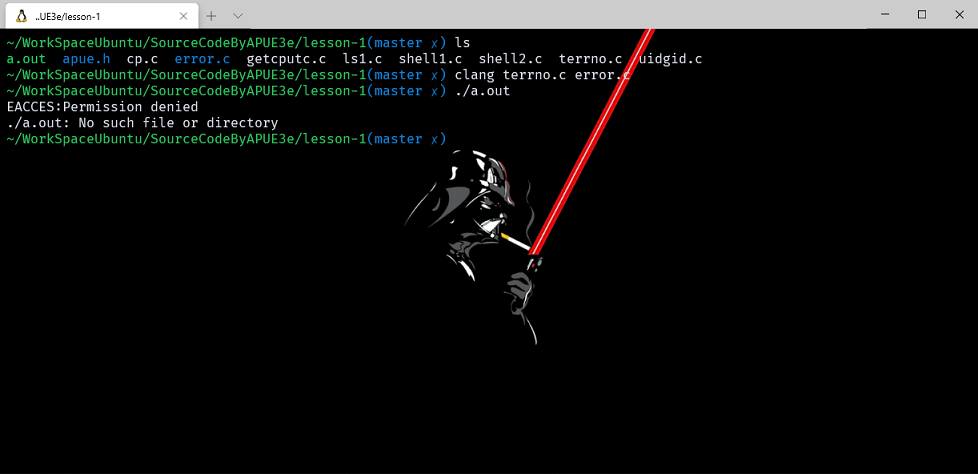 ..UE3e/lesson-1
~/WorkSpaceUbuntu/SourceCodeByAPUE3e/lesson-1(master x) ls
a.out apue.h cp.c error.c getcputc.c ls1.c shell1.c shell2.c terrno.c uidgid.c
~/WorkSpaceUbuntu/SourceCodeByAPUE3e/lesson-1(master x) clang terrno.c error.c
~/WorkSpaceUbuntu/SourceCodeByAPUE3e/lesson-1(master x) ./a.out
EACCES:Permission denied
./a.out: No such file or directory
~/WorkSpaceUbuntu/SourceCodeByAPUE3e/lesson-1(master x)